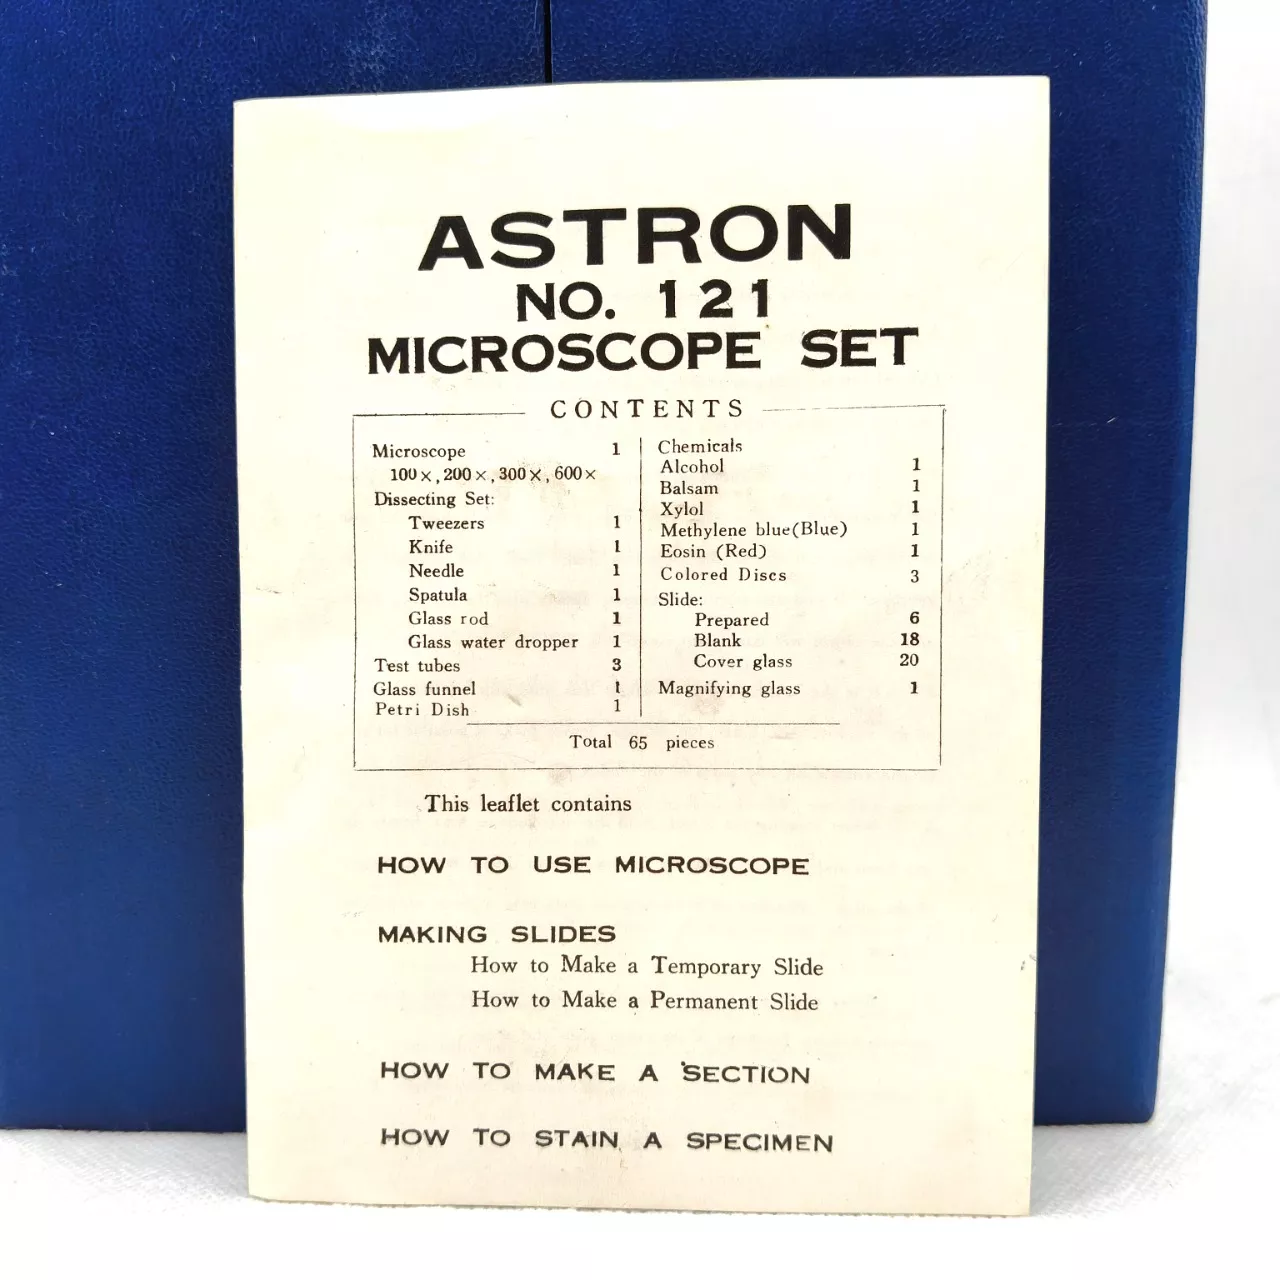 ASTRON
NO. 121
MICROSCOPE SET
CONTENTS
Microscope 1
100×, 200×, 300×, 600×
Dissecting Set:
Tweezers 1
Knife 1
Needle 1
Spatula 1
Glass rod 1
Glass water dropper 1
Test tubes 3
Glass funnel 1
Petri Dish 1
Chemicals
Alcohol 1
Balsam 1
Xylol 1
Methylene blue(Blue) 1
Eosin (Red) 1
Colored Discs 3
Slide:
Prepared 6
Blank 18
Cover glass 20
Magnifying glass 1
Total 65 pieces
This leaflet contains
HOW TO USE MICROSCOPE
MAKING SLIDES
How to Make a Temporary Slide
How to Make a Permanent Slide
HOW TO MAKE A SECTION
HOW TO STAIN A SPECIMEN